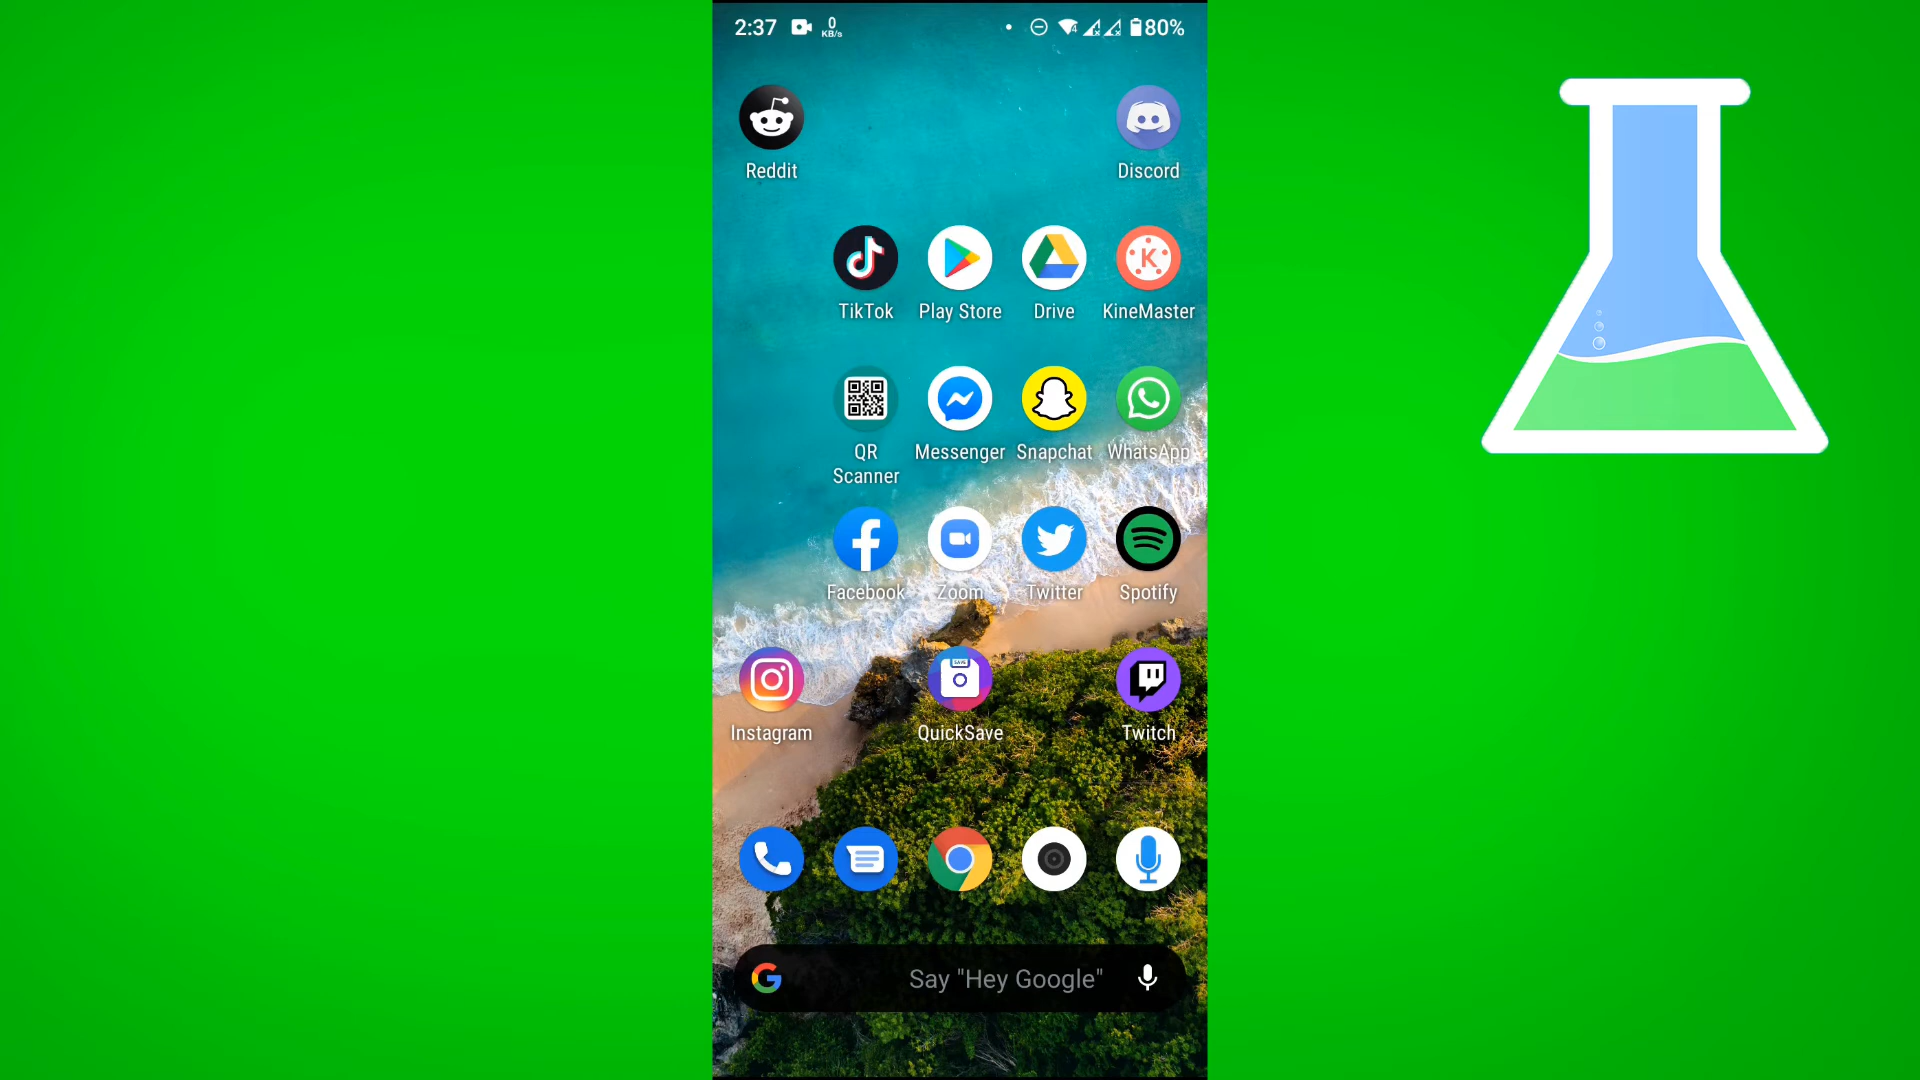 2:37 0 KB/s 80%
Reddit Discord
TikTok Play Store Drive KineMaster
QR Scanner Messenger Snapchat WhatsApp
Facebook Zoom Twitter Spotify
SAVE
Instagram QuickSave Twitch
Say "Hey Google"